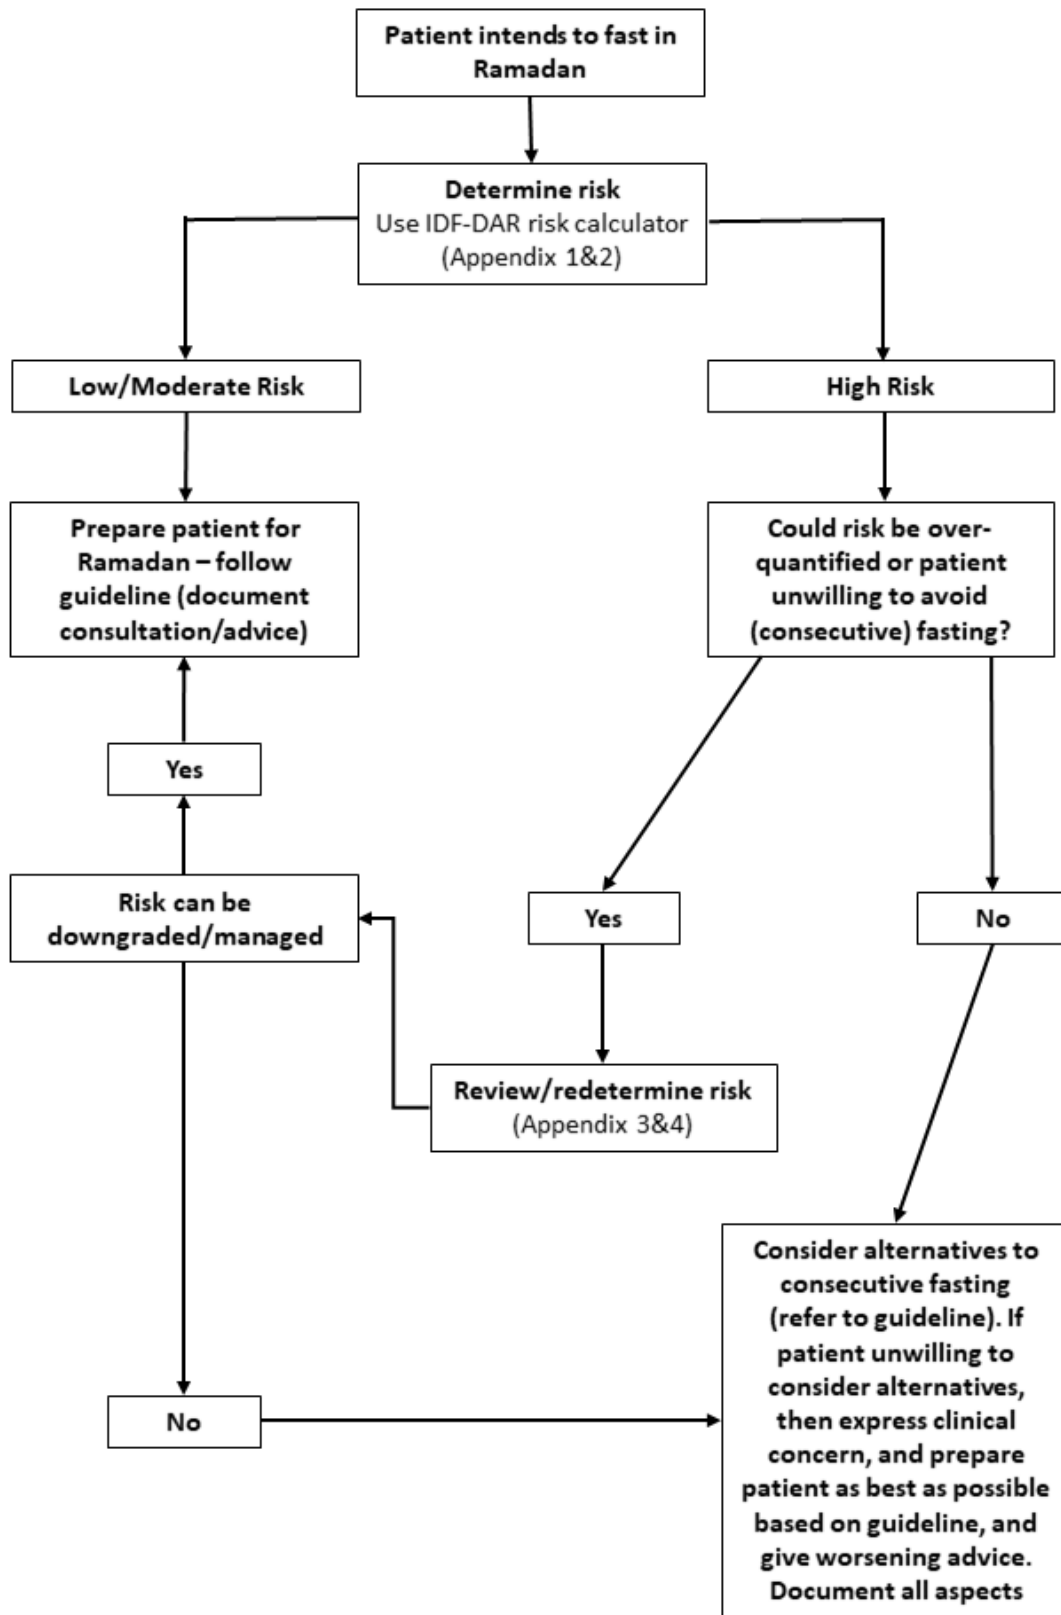 Patient intends to fast in
Ramadan
Determine risk
Use IDF-DAR risk calculator
(Appendix 1&2)
Low/Moderate Risk
High Risk
Prepare patient for
Ramadan – follow
guideline (document
consultation/advice)
Could risk be over-
quantified or patient
unwilling to avoid
(consecutive) fasting?
Yes
Risk can be
downgraded/managed
Yes
No
Review/redetermine risk
(Appendix 3&4)
Consider alternatives to
consecutive fasting
(refer to guideline). If
patient unwilling to
consider alternatives,
then express clinical
concern, and prepare
patient as best as possible
based on guideline, and
give worsening advice.
Document all aspects
No